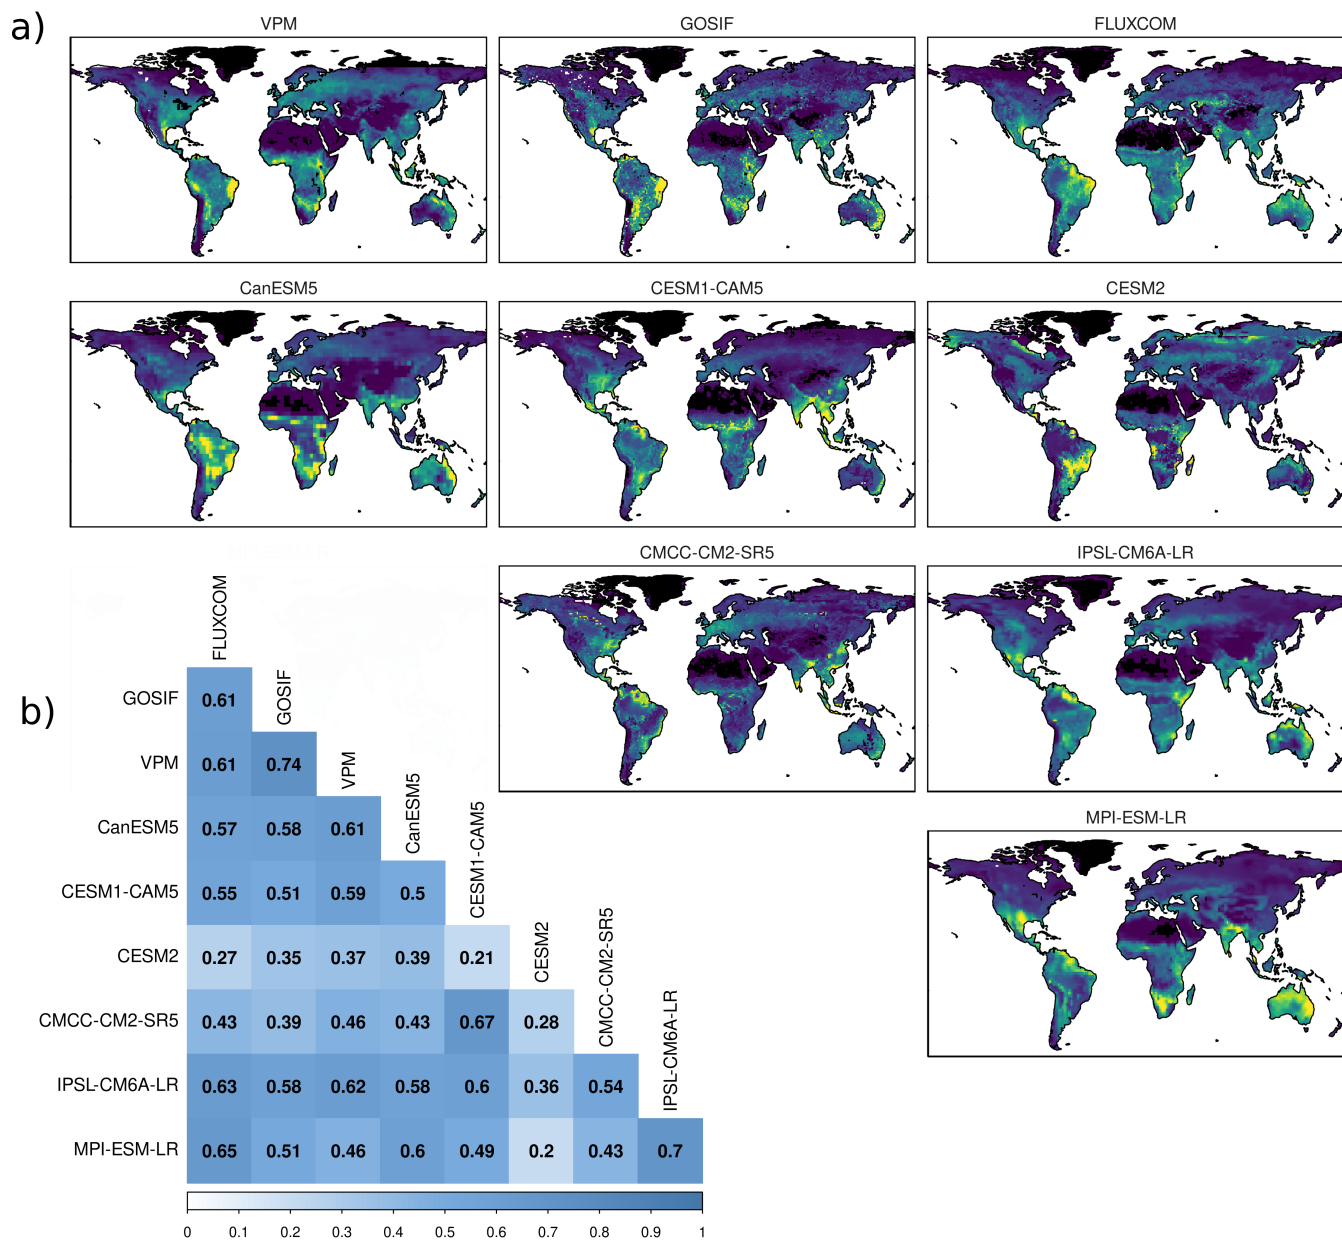 a)
VPM
GOSIF
FLUXCOM
CanESM5
CESM1-CAM5
CESM2
CMCC-CM2-SR5
IPSL-CM6A-LR
MPI-ESM-LR
b)
FLUXCOM
GOSIF 0.61 GOSIF
VPM 0.61 0.74 VPM
CanESM5 0.57 0.58 0.61 CanESM5
CESM1-CAM5 0.55 0.51 0.59 0.5 CESM1-CAM5
CESM2 0.27 0.35 0.37 0.39 0.21 CESM2
CMCC-CM2-SR5 0.43 0.39 0.46 0.43 0.67 0.28 CMCC-CM2-SR5
IPSL-CM6A-LR 0.63 0.58 0.62 0.58 0.6 0.36 0.54 IPSL-CM6A-LR
MPI-ESM-LR 0.65 0.51 0.46 0.6 0.49 0.2 0.43 0.7
0 0.1 0.2 0.3 0.4 0.5 0.6 0.7 0.8 0.9 1